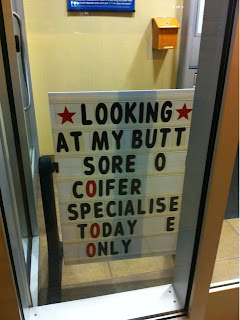 LOOKING
AT MY BUTT
SORE O
COIFER
SPECIALISE
TODAY E
ONLY